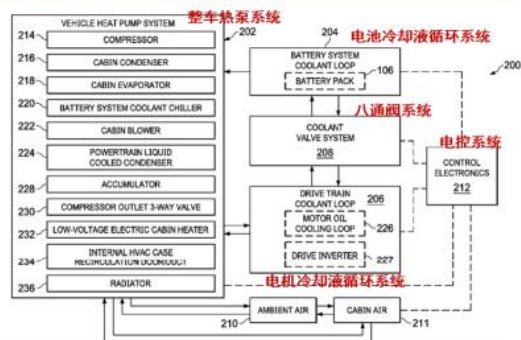 VEHICLE HEAT PUMP SYSTEM
整车热泵系统
202
214
COMPRESSOR
216
CABIN CONDENSER
218
CABIN EVAPORATOR
220
BATTERY SYSTEM COOLANT CHILLER
222
CABIN BLOWER
224
POWERTRAIN LIQUID
COOLED CONDENSER
228
ACCUMULATOR
230
COMPRESSOR OUTLET 3-WAY VALVE
232
LOW-VOLTAGE ELECTRIC CABIN HEATER
234
INTERNAL HVAC CASE
RECIRCULATION DOOR/DUCT
236
RADIATOR
204
电池冷却液循环系统
BATTERY SYSTEM
COOLANT LOOP
BATTERY PACK
106
200
八通阀系统
COOLANT
VALVE SYSTEM
208
电控系统
CONTROL
ELECTRONICS
212
DRIVE TRAIN
COOLANT LOOP
206
MOTOR OIL
COOLING LOOP
226
DRIVE INVERTER
227
电机冷却液循环系统
AMBIENT AIR
210
CABIN AIR
211